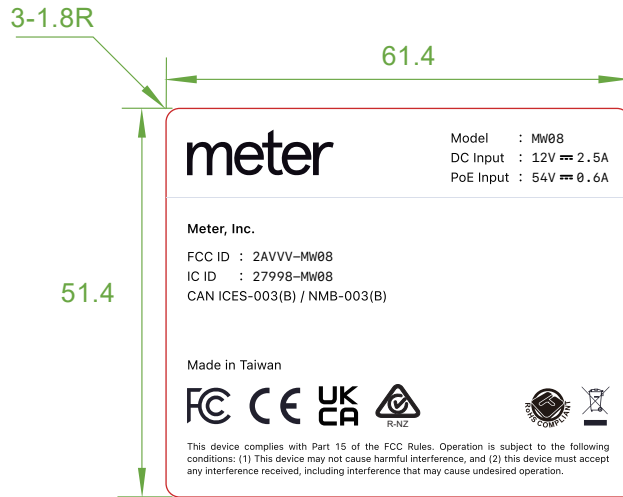 3-1.8R
61.4
51.4
meter
Model : MW08
DC Input : 12V ⎓ 2.5A
PoE Input : 54V ⎓ 0.6A
Meter, Inc.
FCC ID : 2AVVV-MW08
IC ID : 27998-MW08
CAN ICES-003(B) / NMB-003(B)
Made in Taiwan
FC CE UK CA R-NZ RoHS COMPLIANT
This device complies with Part 15 of the FCC Rules. Operation is subject to the following
conditions: (1) This device may not cause harmful interference, and (2) this device must accept
any interference received, including interference that may cause undesired operation.